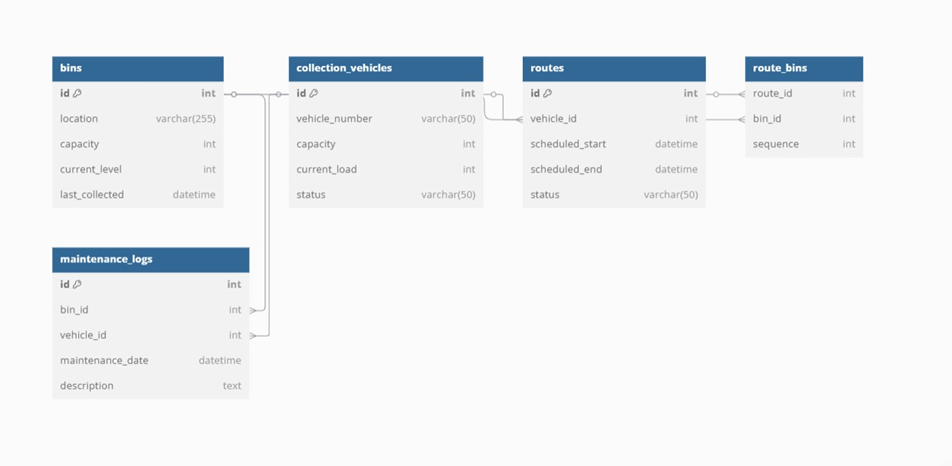 bins
id int
location varchar(255)
capacity int
current_level int
last_collected datetime
collection_vehicles
id int
vehicle_number varchar(50)
capacity int
current_load int
status varchar(50)
routes
id int
vehicle_id int
scheduled_start datetime
scheduled_end datetime
status varchar(50)
route_bins
route_id int
bin_id int
sequence int
maintenance_logs
id int
bin_id int
vehicle_id int
maintenance_date datetime
description text